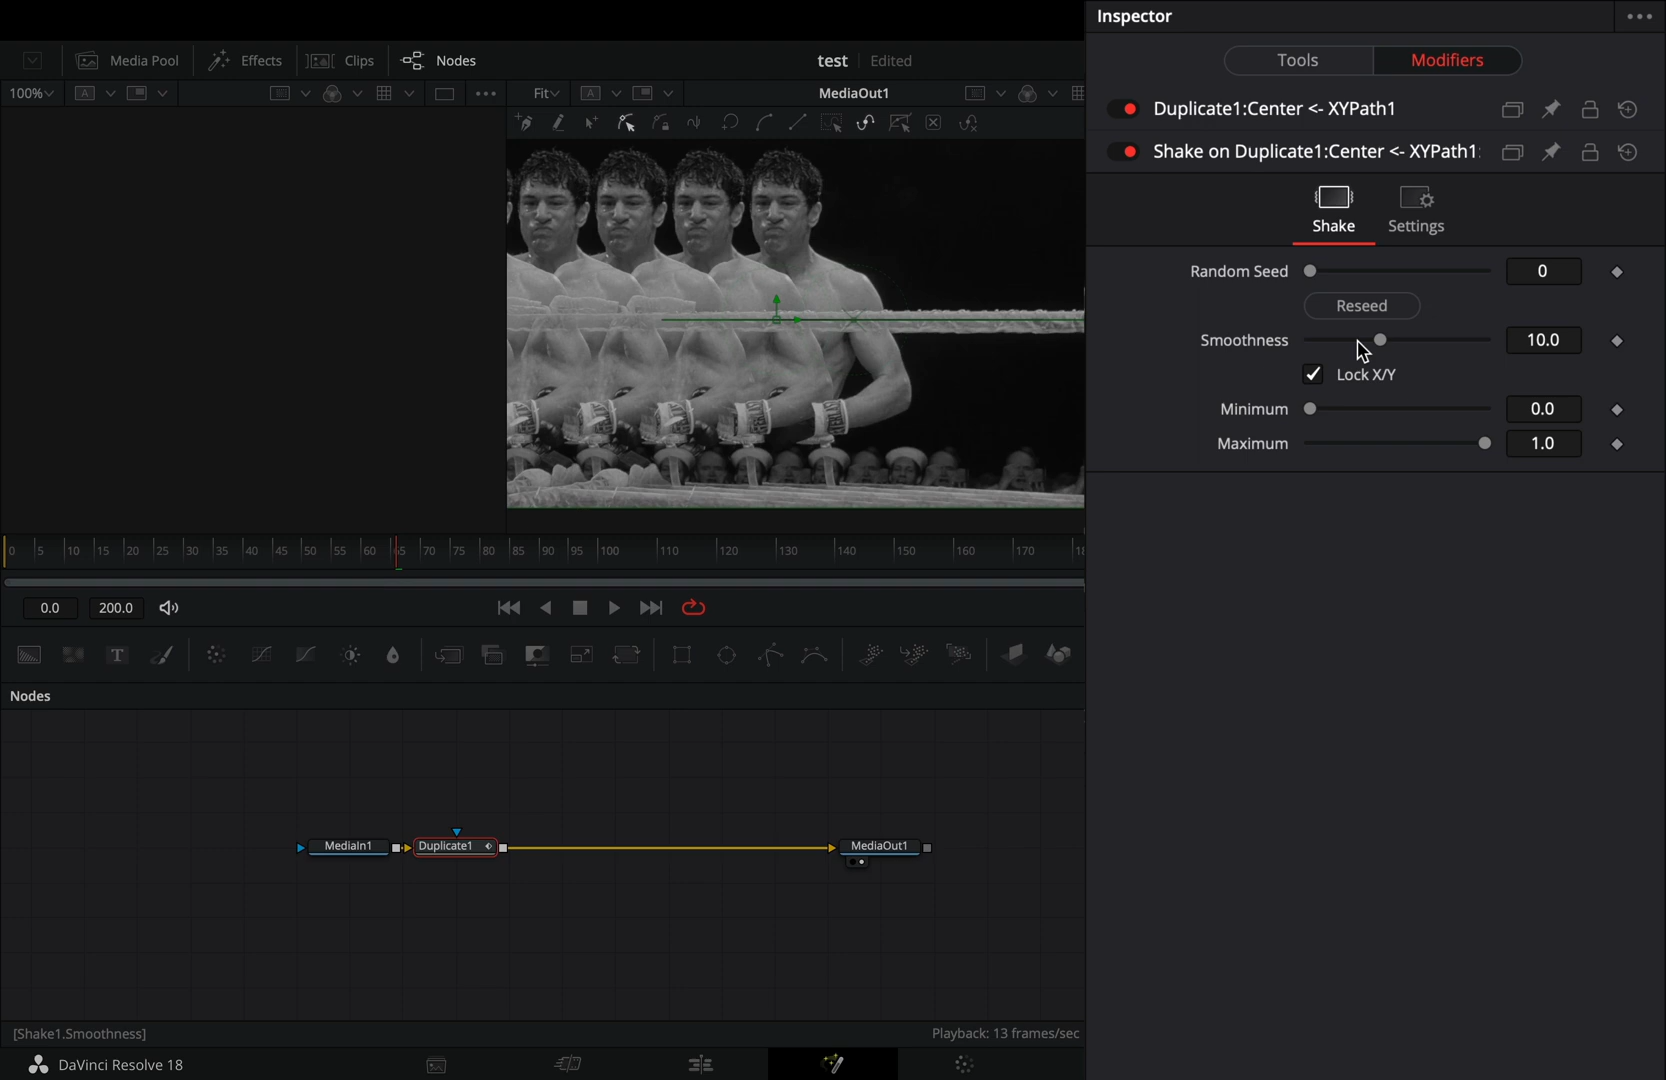 Inspector
Tools
Modifiers
Media Pool
Effects
Clips
Nodes
test
Edited
100%
A
Fit
A
MediaOut1
Duplicate1:Center <- XYPath1
Shake on Duplicate1:Center <- XYPath1:
Shake
Settings
Random Seed
0
Reseed
Smoothness
10.0
Lock X/Y
Minimum
0.0
Maximum
1.0
0 5 10 15 20 25 30 35 40 45 50 55 60 65 70 75 80 85 90 95 100 110 120 130 140 150 160 170
0.0
200.0
T
Nodes
MediaIn1
Duplicate1
MediaOut1
[Shake1.Smoothness]
Playback: 13 frames/sec
DaVinci Resolve 18